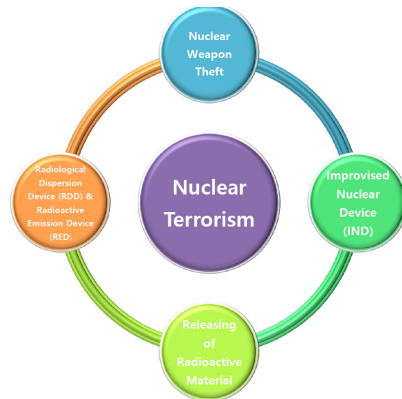 Nuclear
Weapon
Theft
Radiological
Dispersion
Device (RDD) &
Radioactive
Emission Device
(RED)
Nuclear
Terrorism
Improvised
Nuclear
Device
(IND)
Releasing
of
Radioactive
Material